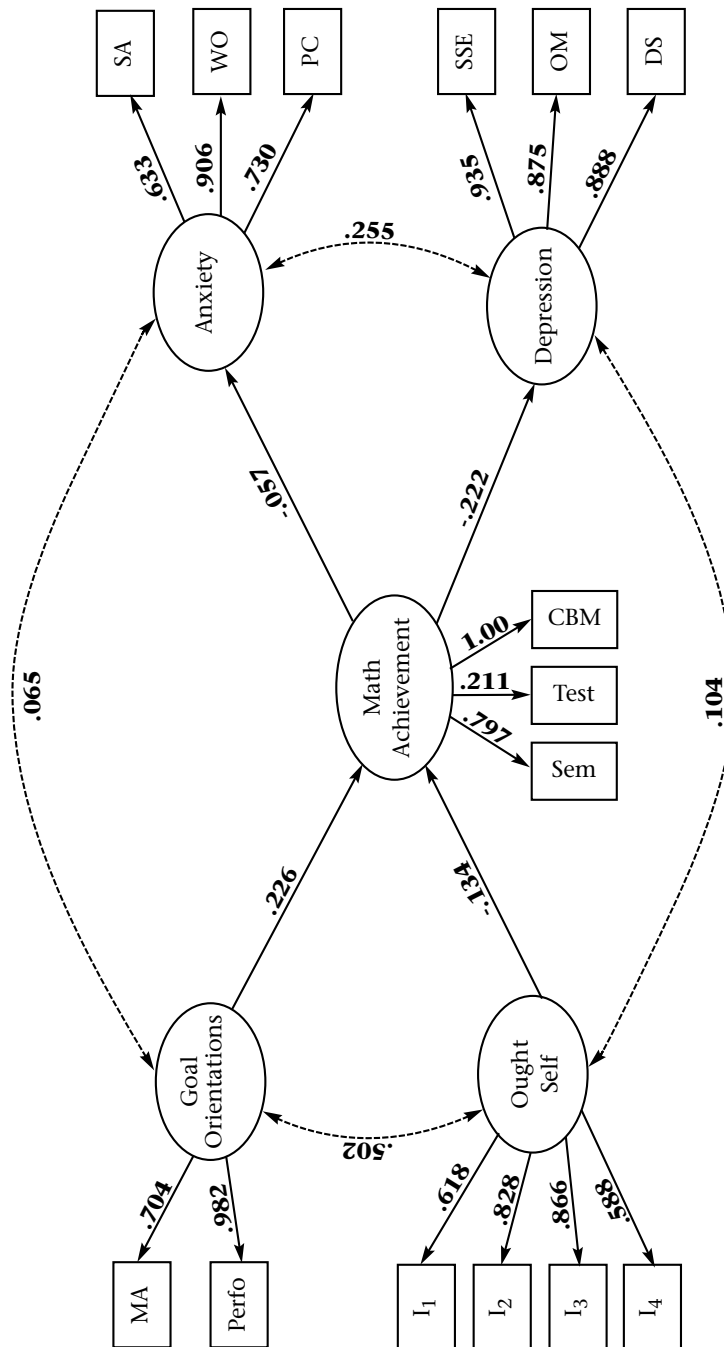 SA
WO
PC
.633
.906
.730
Anxiety
.255
SSE
OM
DS
.935
.875
.888
Depression
-.057
-.222
.065
.104
Math
Achievement
CBM
Test
Sem
1.00
.211
.797
.226
-.134
Goal
Orientations
Ought
Self
.502
.704
.982
MA
Perfo
.618
.828
.866
.588
I₁
I₂
I₃
I₄